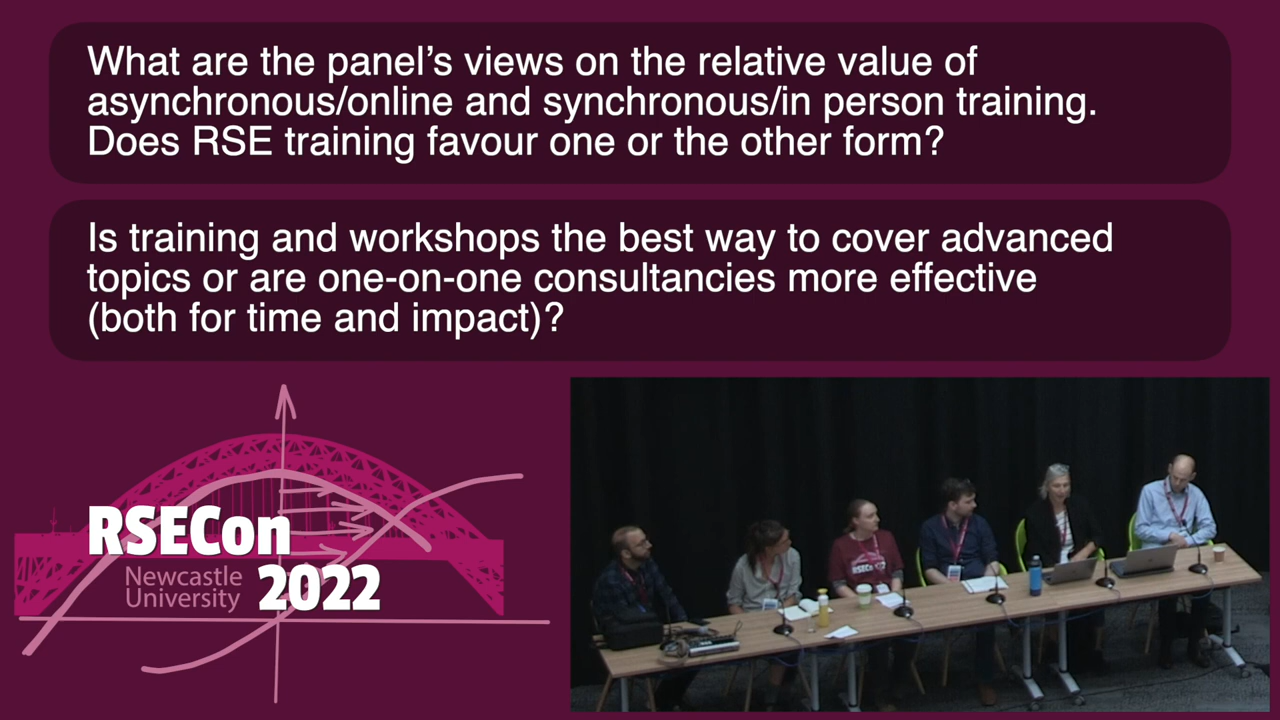 What are the panel's views on the relative value of
asynchronous/online and synchronous/in person training.
Does RSE training favour one or the other form?
Is training and workshops the best way to cover advanced
topics or are one-on-one consultancies more effective
(both for time and impact)?
RSECon
Newcastle
University
2022
RSECon